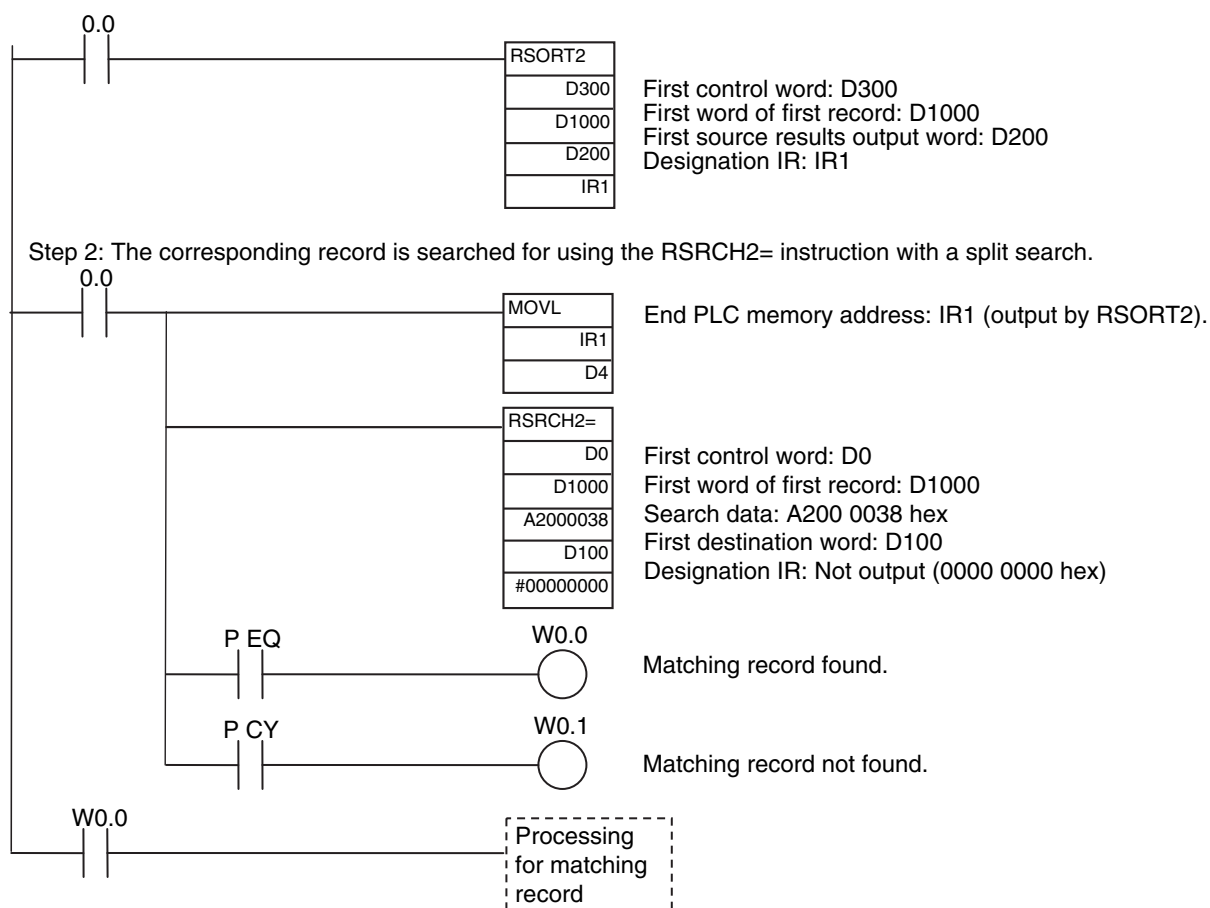 0.0
RSORT2
D300
D1000
D200
IR1
First control word: D300
First word of first record: D1000
First source results output word: D200
Designation IR: IR1
Step 2: The corresponding record is searched for using the RSRCH2= instruction with a split search.
0.0
MOVL
IR1
D4
End PLC memory address: IR1 (output by RSORT2).
RSRCH2=
D0
D1000
A2000038
D100
#00000000
First control word: D0
First word of first record: D1000
Search data: A200 0038 hex
First destination word: D100
Designation IR: Not output (0000 0000 hex)
P EQ
W0.0
Matching record found.
P CY
W0.1
Matching record not found.
W0.0
Processing
for matching
record